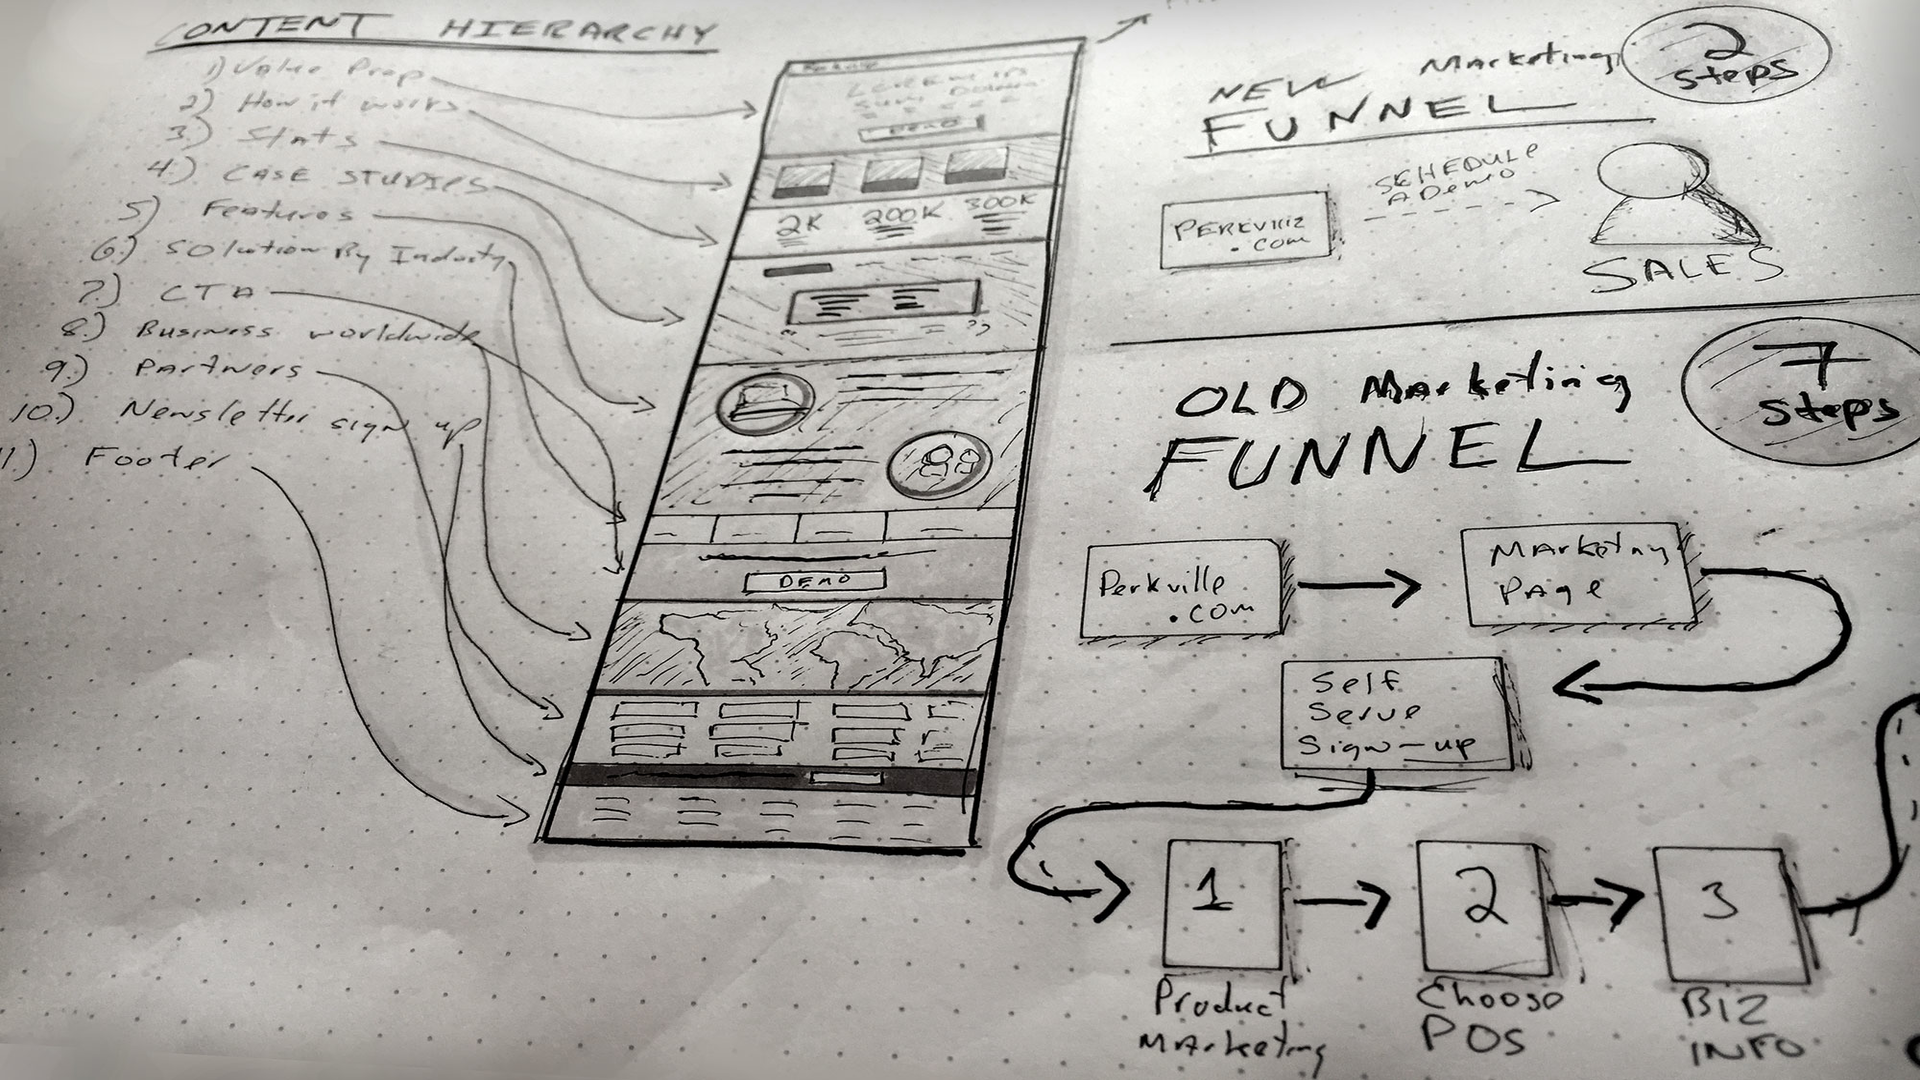 CONTENT HIERARCHY
1) Value Prop
2) How it works
3.) Stats
4.) CASE STUDIES
5) Features
6.) Solution By Industy
7.) CTA
8.) Business worldwide
9.) Partners
10.) Newsletter sign up
11) Footer
DEMO
2K 200K 300K
DEMO
NEW Marketing
FUNNEL
2
steps
PERKVILLE
.com
SCHEDULE
A Demo
SALES
OLD Marketing
FUNNEL
7
steps
Perkville
.com
Marketing
Page
Self
Serve
Sign-up
1
Product
Marketing
2
Choose
POS
3
BIZ
INFO